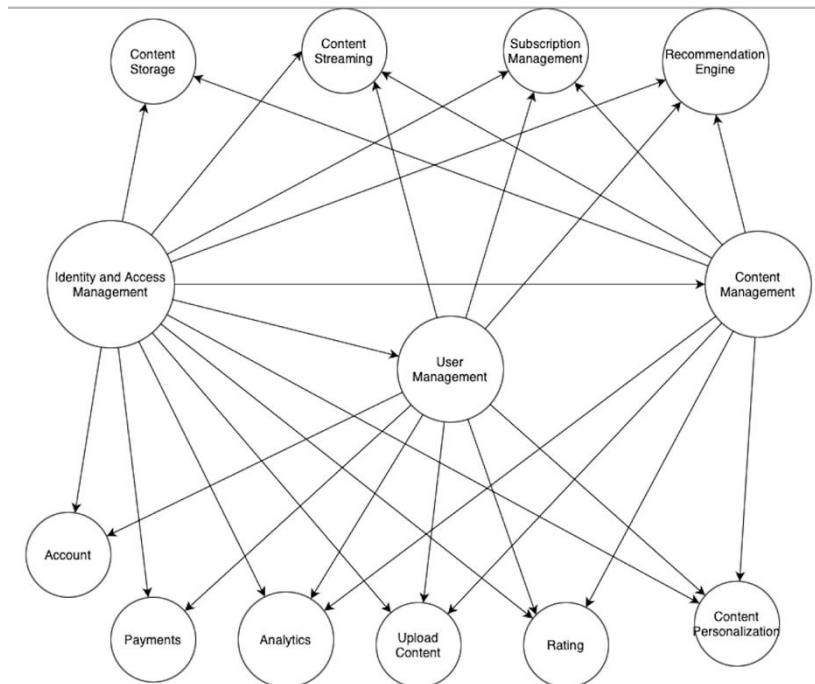 Content
Storage
Content
Streaming
Subscription
Management
Recommendation
Engine
Identity and Access
Management
Content
Management
User
Management
Account
Payments
Analytics
Upload
Content
Rating
Content
Personalization